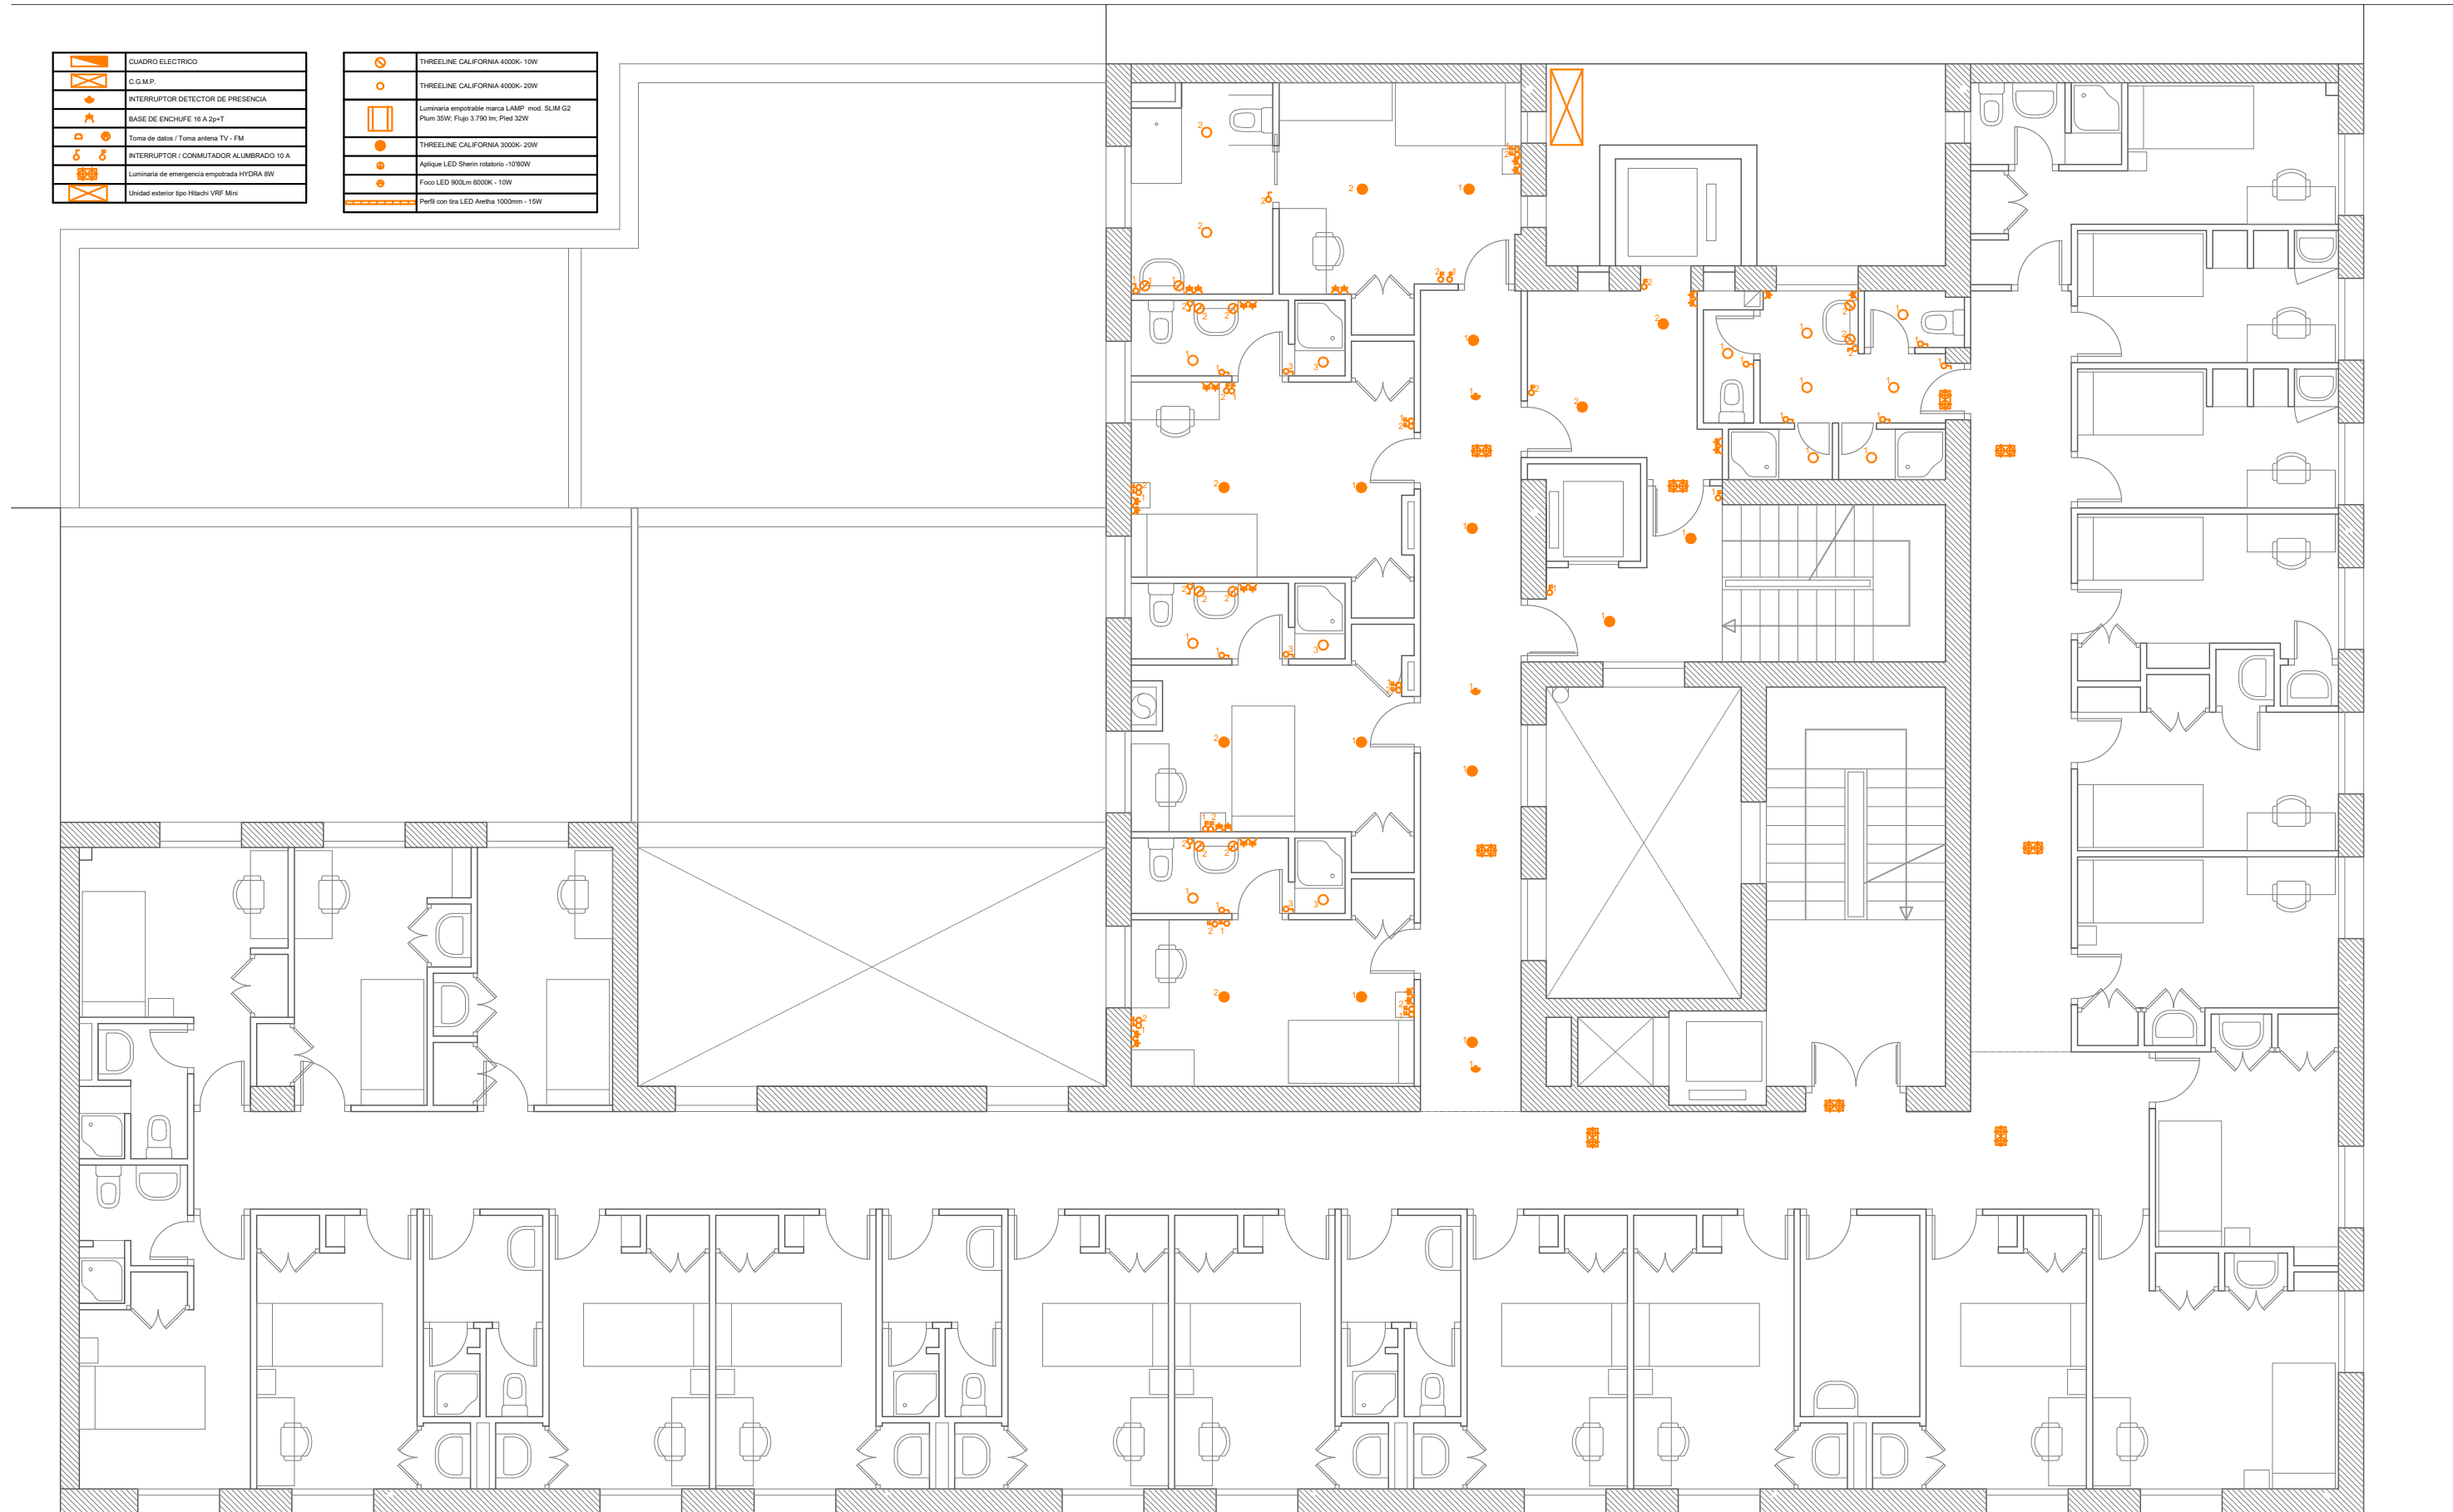 CUADRO ELECTRICO
C.G.M.P.
INTERRUPTOR DETECTOR DE PRESENCIA
BASE DE ENCHUFE 16 A 2p+T
Toma de datos / Toma antena TV - FM
INTERRUPTOR / CONMUTADOR ALUMBRADO 10 A
Luminaria de emergencia empotrada HYDRA 8W
Unidad exterior tipo Hitachi VRF Mini
THREELINE CALIFORNIA 4000K- 10W
THREELINE CALIFORNIA 4000K- 20W
Luminaria empotrable marca LAMP mod. SLIM G2
Plum 35W; Flujo 3.790 lm; Pled 32W
THREELINE CALIFORNIA 3000K- 20W
Aplique LED Sherin rotatorio -10'80W
Foco LED 900Lm 6000K - 10W
Perfil con tira LED Aretha 1000mm - 15W